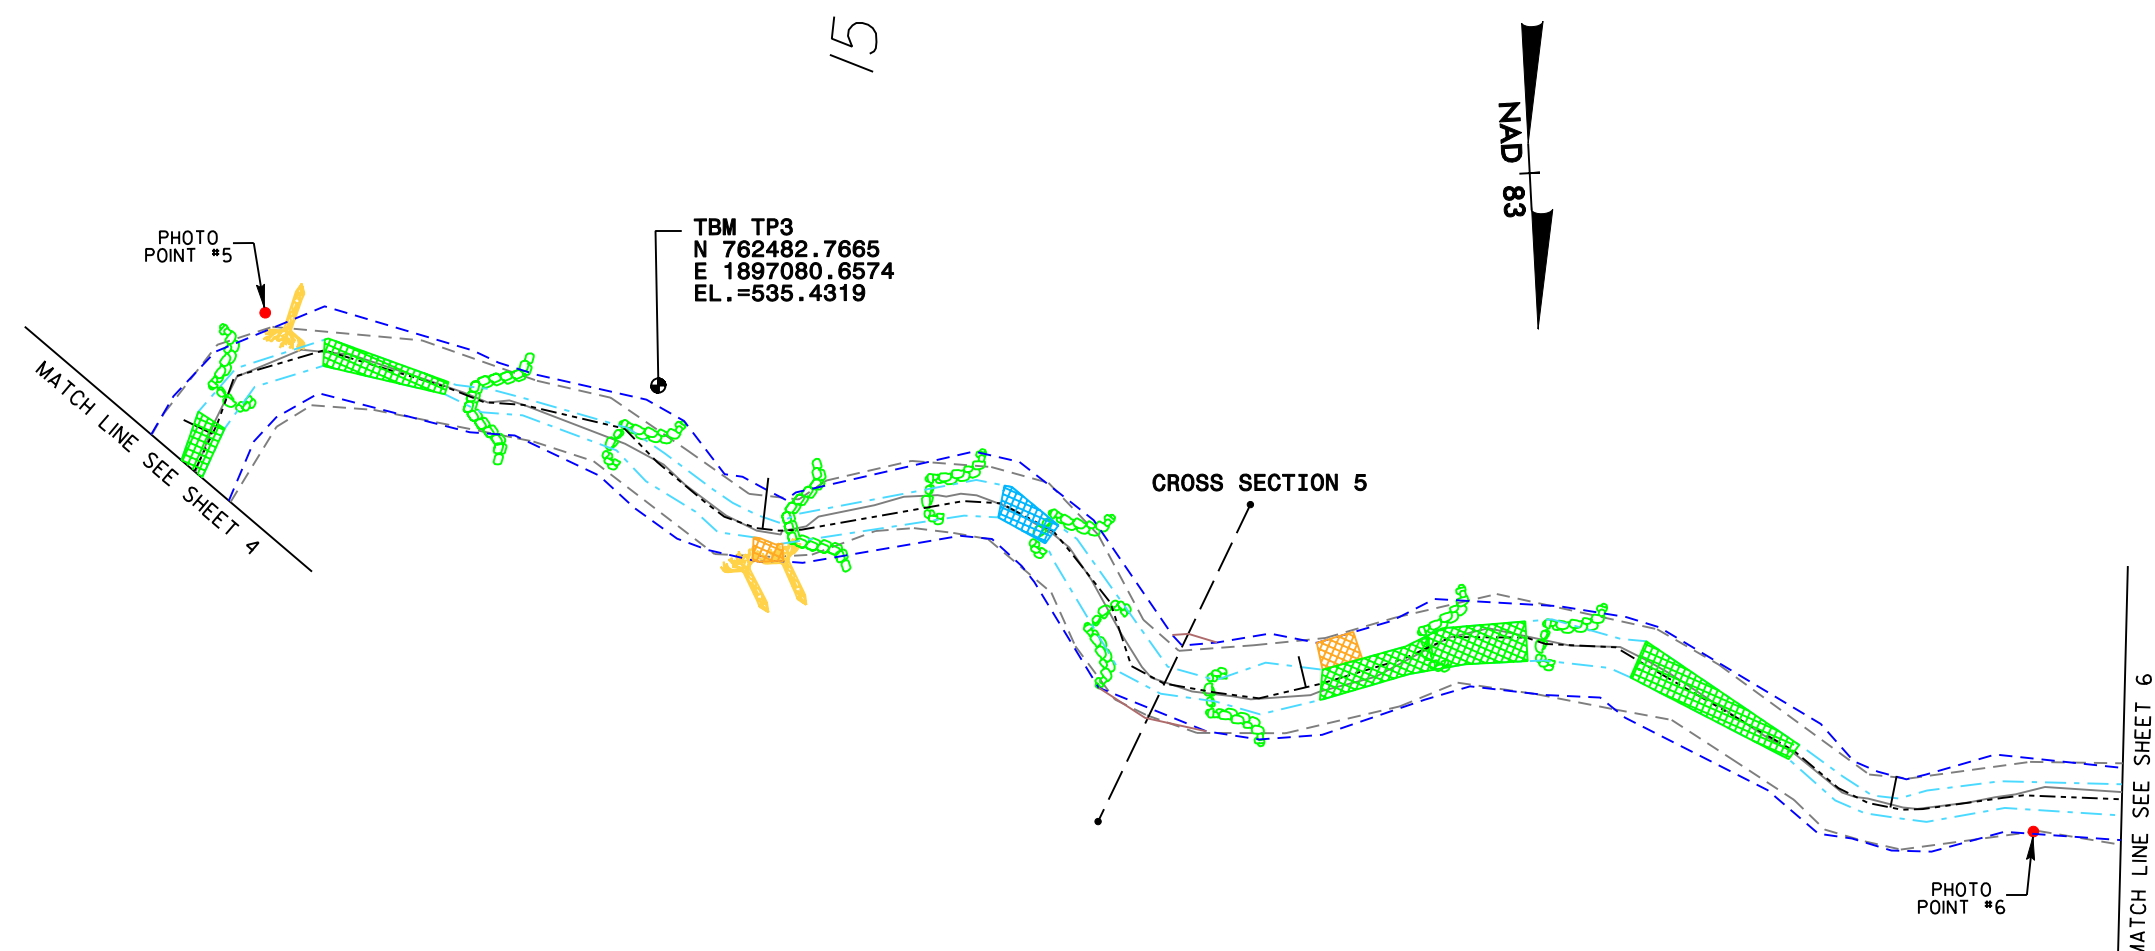 15
NAD 83
PHOTO
POINT #5
TBM TP3
N 762482.7665
E 1897080.6574
EL.=535.4319
MATCH LINE SEE SHEET 4
CROSS SECTION 5
MATCH LINE SEE SHEET 6
PHOTO
POINT #6